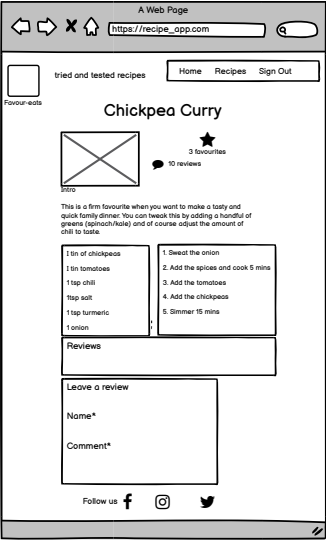 A Web Page
https://recipe_app.com
tried and tested recipes
Home Recipes Sign Out
Favour-eats
Chickpea Curry
3 favourites
10 reviews
Intro
This is a firm favourite when you want to make a tasty and
quick family dinner. You can tweak this by adding a handful of
greens (spinach/kale) and of course adjust the amount of
chili to taste.
1 tin of chickpeas
1 tin tomatoes
1 tsp chili
1tsp salt
1 tsp turmeric
1 onion
1. Sweat the onion
2. Add the spices and cook 5 mins
3. Add the tomatoes
4. Add the chickpeas
5. Simmer 15 mins
Reviews
Leave a review
Name*
Comment*
Follow us